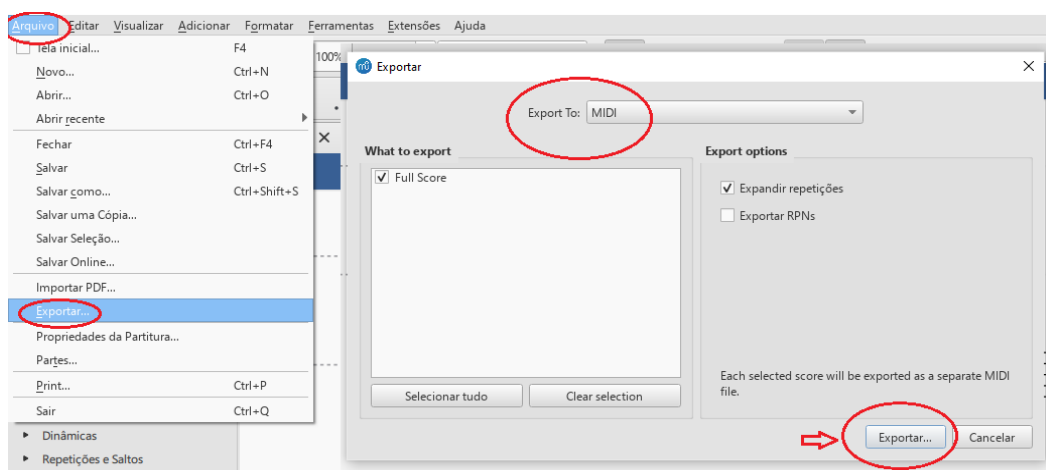 Arquivo Editar Visualizar Adicionar Formatar Ferramentas Extensões Ajuda
Tela inicial... F4
Novo... Ctrl+N
Abrir... Ctrl+O
Abrir recente
Fechar Ctrl+F4
Salvar Ctrl+S
Salvar como... Ctrl+Shift+S
Salvar uma Cópia...
Salvar Seleção...
Salvar Online...
Importar PDF...
Exportar...
Propriedades da Partitura...
Partes...
Print... Ctrl+P
Sair Ctrl+Q
Dinâmicas
Repetições e Saltos
100%
Exportar
Export To: MIDI
What to export
Full Score
Selecionar tudo Clear selection
Export options
Expandir repetições
Exportar RPNs
Each selected score will be exported as a separate MIDI
file.
Exportar... Cancelar